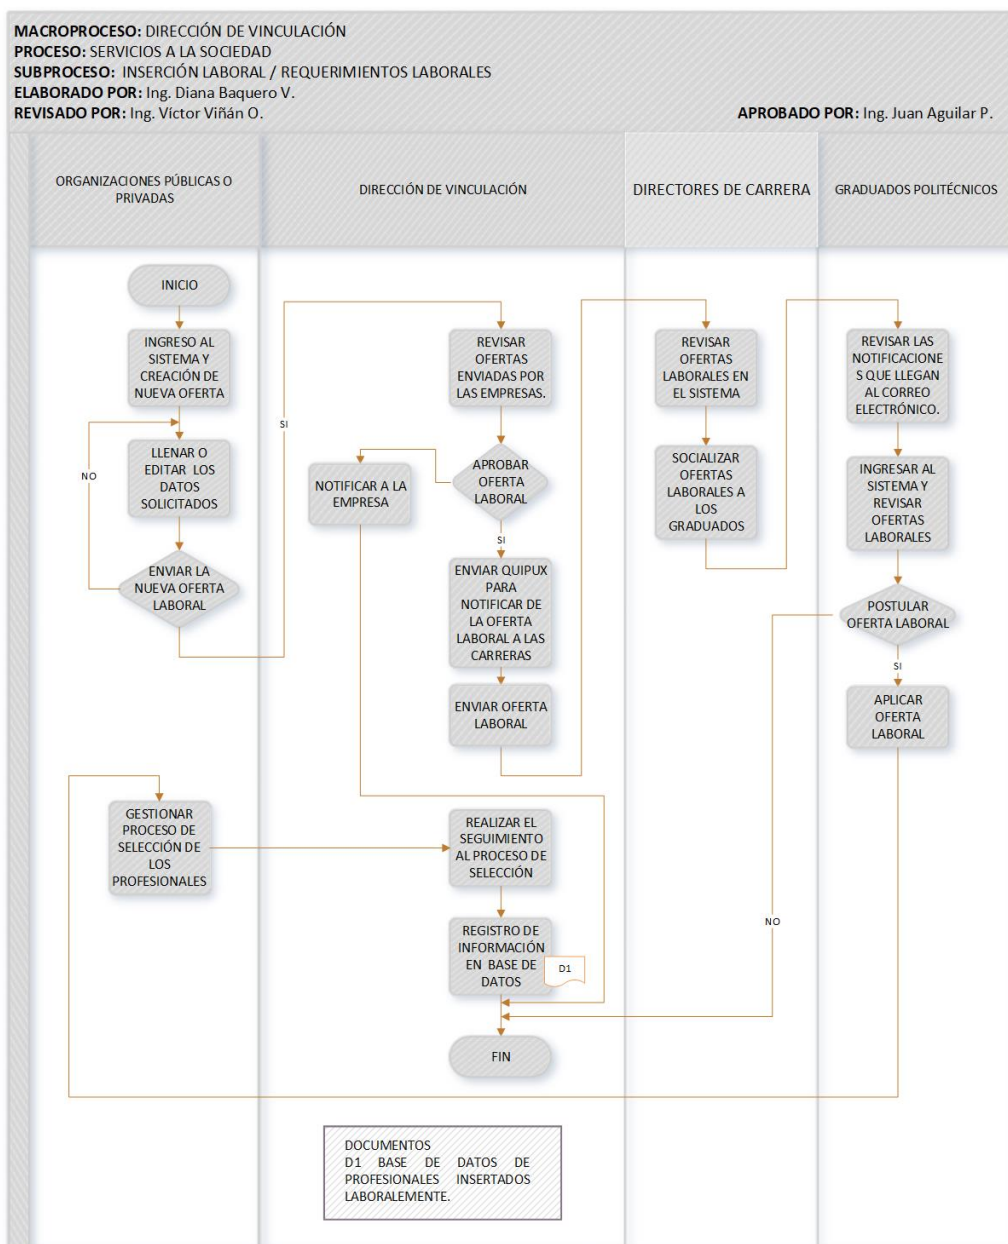 MACROPROCESO: DIRECCIÓN DE VINCULACIÓN
PROCESO: SERVICIOS A LA SOCIEDAD
SUBPROCESO: INSERCIÓN LABORAL / REQUERIMIENTOS LABORALES
ELABORADO POR: Ing. Diana Baquero V.
REVISADO POR: Ing. Víctor Viñán O.
APROBADO POR: Ing. Juan Aguilar P.
ORGANIZACIONES PÚBLICAS O
PRIVADAS
DIRECCIÓN DE VINCULACIÓN
DIRECTORES DE CARRERA
GRADUADOS POLITÉCNICOS
INICIO
INGRESO AL
SISTEMA Y
CREACIÓN DE
NUEVA OFERTA
LLENAR O
EDITAR LOS
DATOS
SOLICITADOS
NO
ENVIAR LA
NUEVA OFERTA
LABORAL
SI
REVISAR
OFERTAS
ENVIADAS POR
LAS EMPRESAS.
APROBAR
OFERTA
LABORAL
NOTIFICAR A LA
EMPRESA
SI
ENVIAR QUIPUX
PARA
NOTIFICAR DE
LA OFERTA
LABORAL A LAS
CARRERAS
ENVIAR OFERTA
LABORAL
REVISAR
OFERTAS
LABORALES EN
EL SISTEMA
SOCIALIZAR
OFERTAS
LABORALES A
LOS
GRADUADOS
REVISAR LAS
NOTIFICACIONE
S QUE LLEGAN
AL CORREO
ELECTRÓNICO.
INGRESAR AL
SISTEMA Y
REVISAR
OFERTAS
LABORALES
POSTULAR
OFERTA LABORAL
SI
APLICAR
OFERTA
LABORAL
NO
GESTIONAR
PROCESO DE
SELECCIÓN DE
LOS
PROFESIONALES
REALIZAR EL
SEGUIMIENTO
AL PROCESO DE
SELECCIÓN
REGISTRO DE
INFORMACIÓN
EN BASE DE
DATOS
D1
FIN
DOCUMENTOS
D1 BASE DE DATOS DE
PROFESIONALES INSERTADOS
LABORALEMENTE.